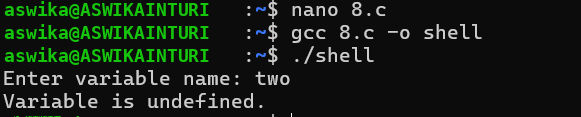 aswika@ASWIKAINTURI :~$ nano 8.c
aswika@ASWIKAINTURI :~$ gcc 8.c -o shell
aswika@ASWIKAINTURI :~$ ./shell
Enter variable name: two
Variable is undefined.